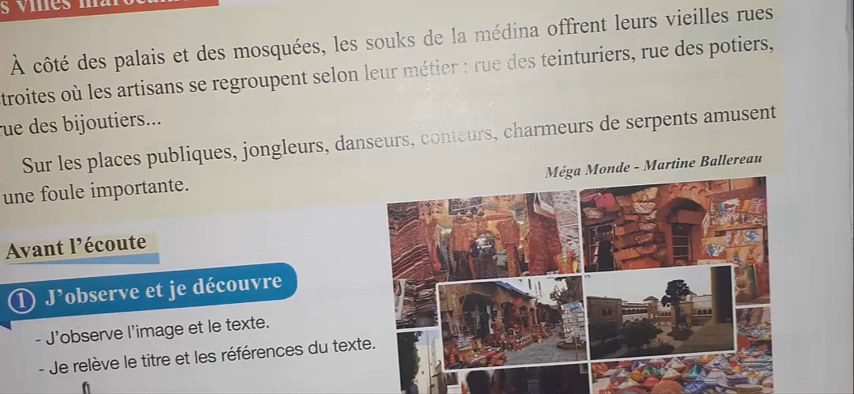 s villes
À côté des palais et des mosquées, les souks de la médina offrent leurs vieilles rues
troites où les artisans se regroupent selon leur métier : rue des teinturiers, rue des potiers,
rue des bijoutiers...
Sur les places publiques, jongleurs, danseurs, conteurs, charmeurs de serpents amusent
une foule importante.
Méga Monde - Martine Ballereau
Avant l'écoute
1 J'observe et je découvre
- J'observe l'image et le texte.
- Je relève le titre et les références du texte.